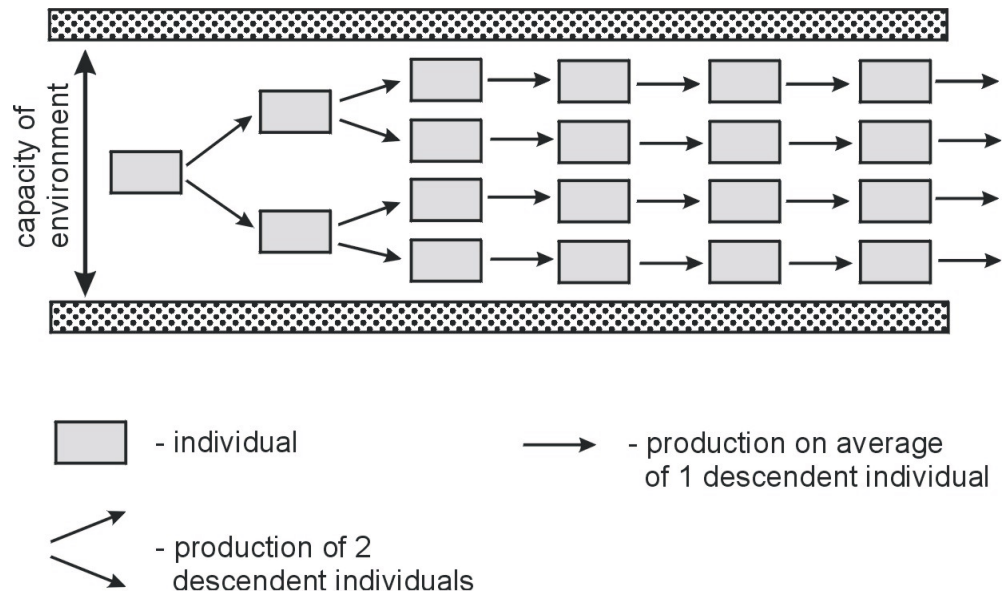 capacity of
environment
- individual
- production on average
of 1 descendent individual
- production of 2
descendent individuals